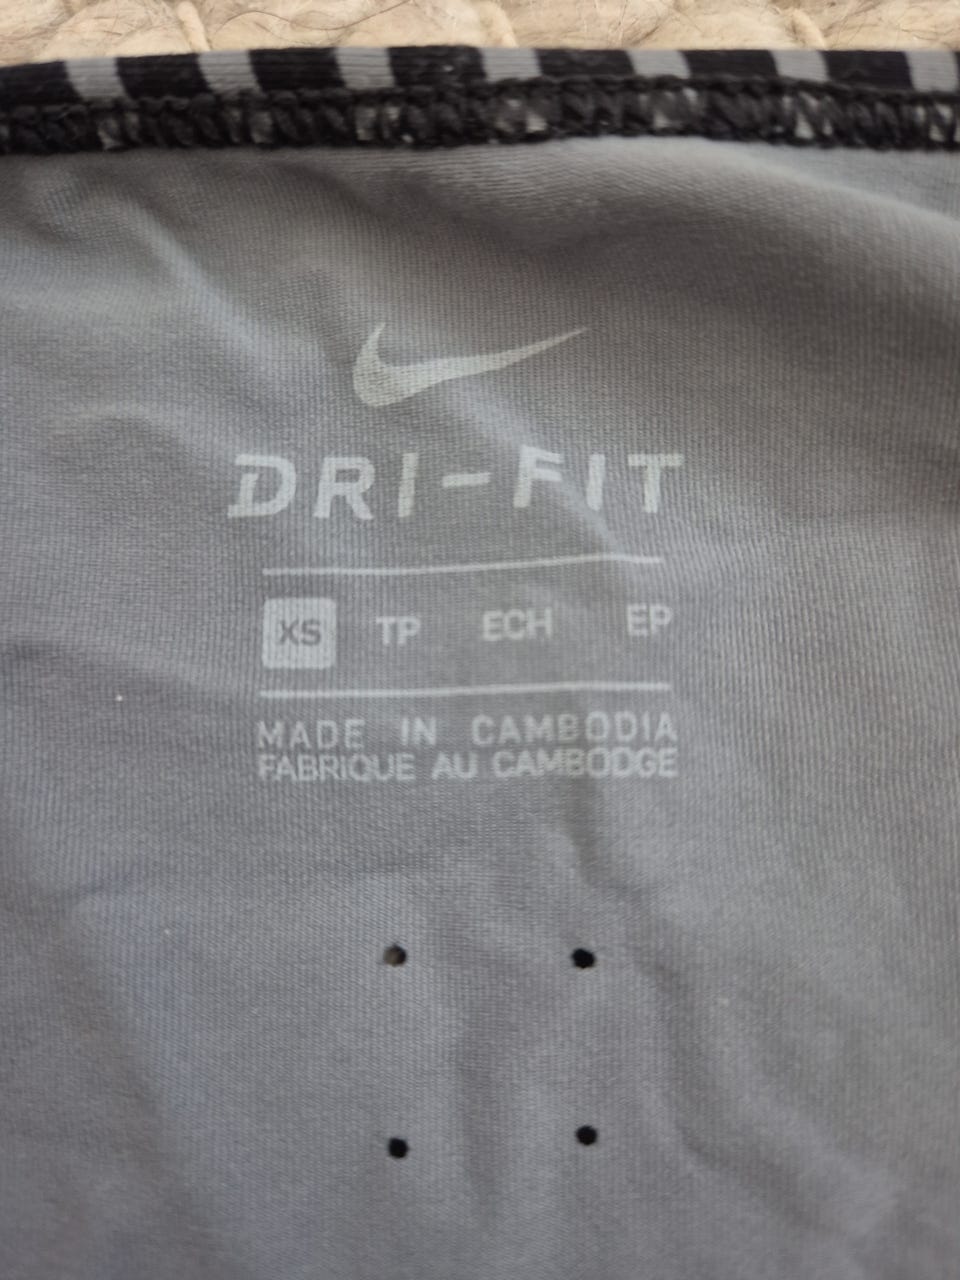 DRI-FIT
XS TP ECH EP
MADE IN CAMBODIA
FABRIQUE AU CAMBODGE